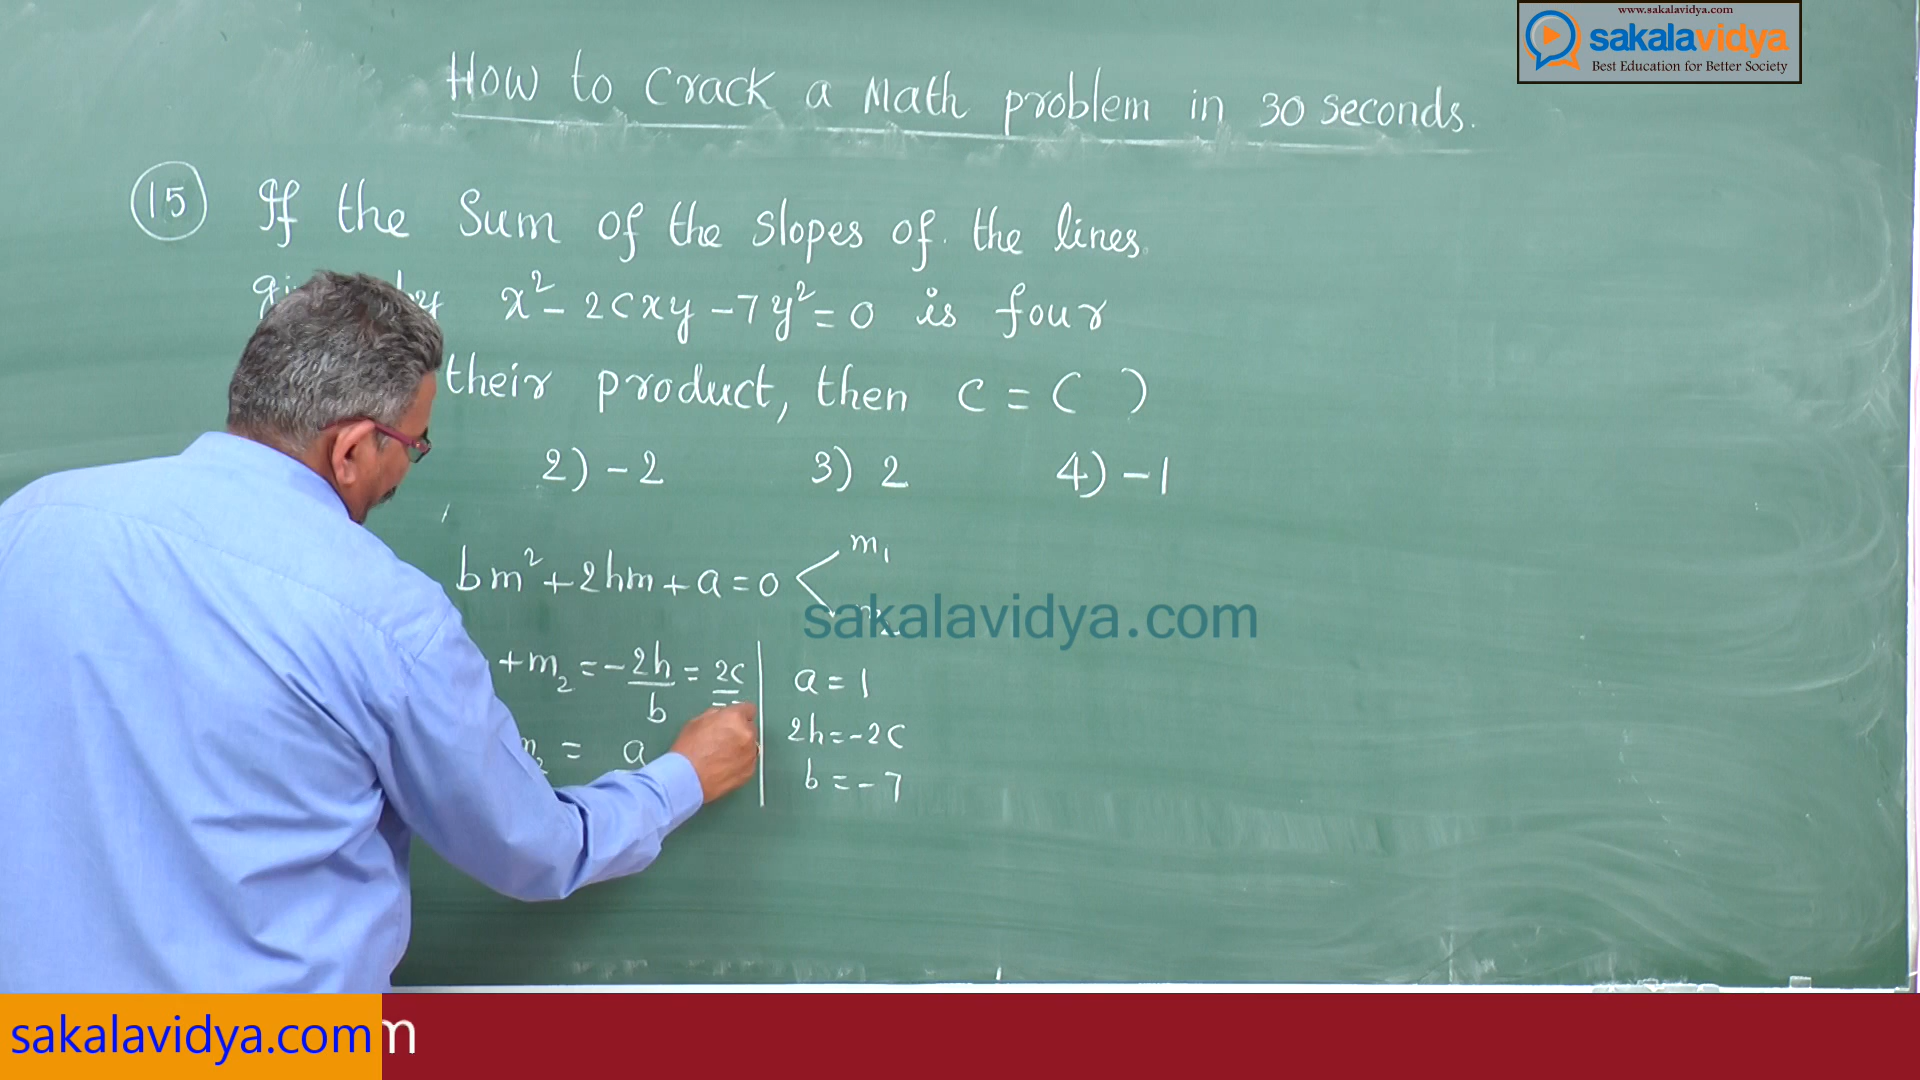 www.sakalavidya.com
sakalavidya
Best Education for Better Society
How to Crack a Math problem in 30 seconds.
15 If the Sum of the slopes of the lines
by x² - 2cxy - 7y² = 0 is four
their product, then c = ( )
2) -2 3) 2 4) -1
bm² + 2hm + a = 0 m₁
sakalavidya.com
+ m₂ = -2h/b = 2c a = 1
2h = -2c
= a
b = -7
sakalavidya.com